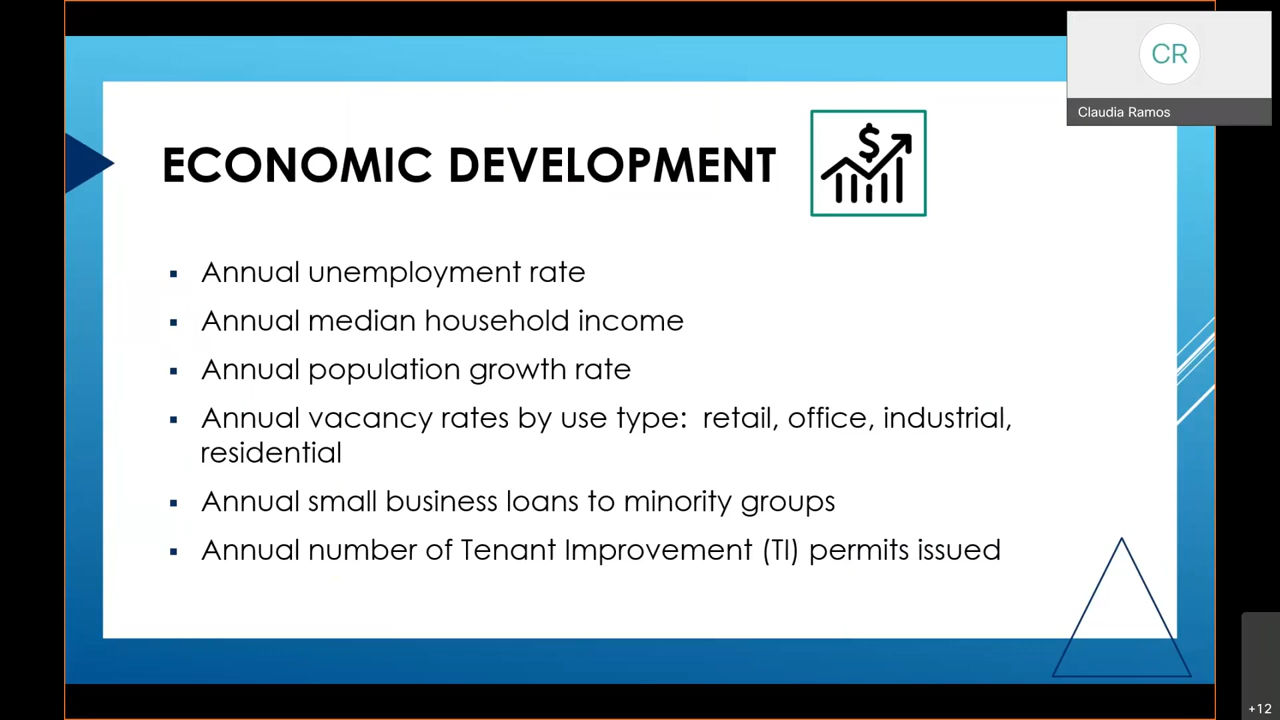 CR
Claudia Ramos
ECONOMIC DEVELOPMENT
$
▪ Annual unemployment rate
▪ Annual median household income
▪ Annual population growth rate
▪ Annual vacancy rates by use type:  retail, office, industrial,
residential
▪ Annual small business loans to minority groups
▪ Annual number of Tenant Improvement (TI) permits issued
+12